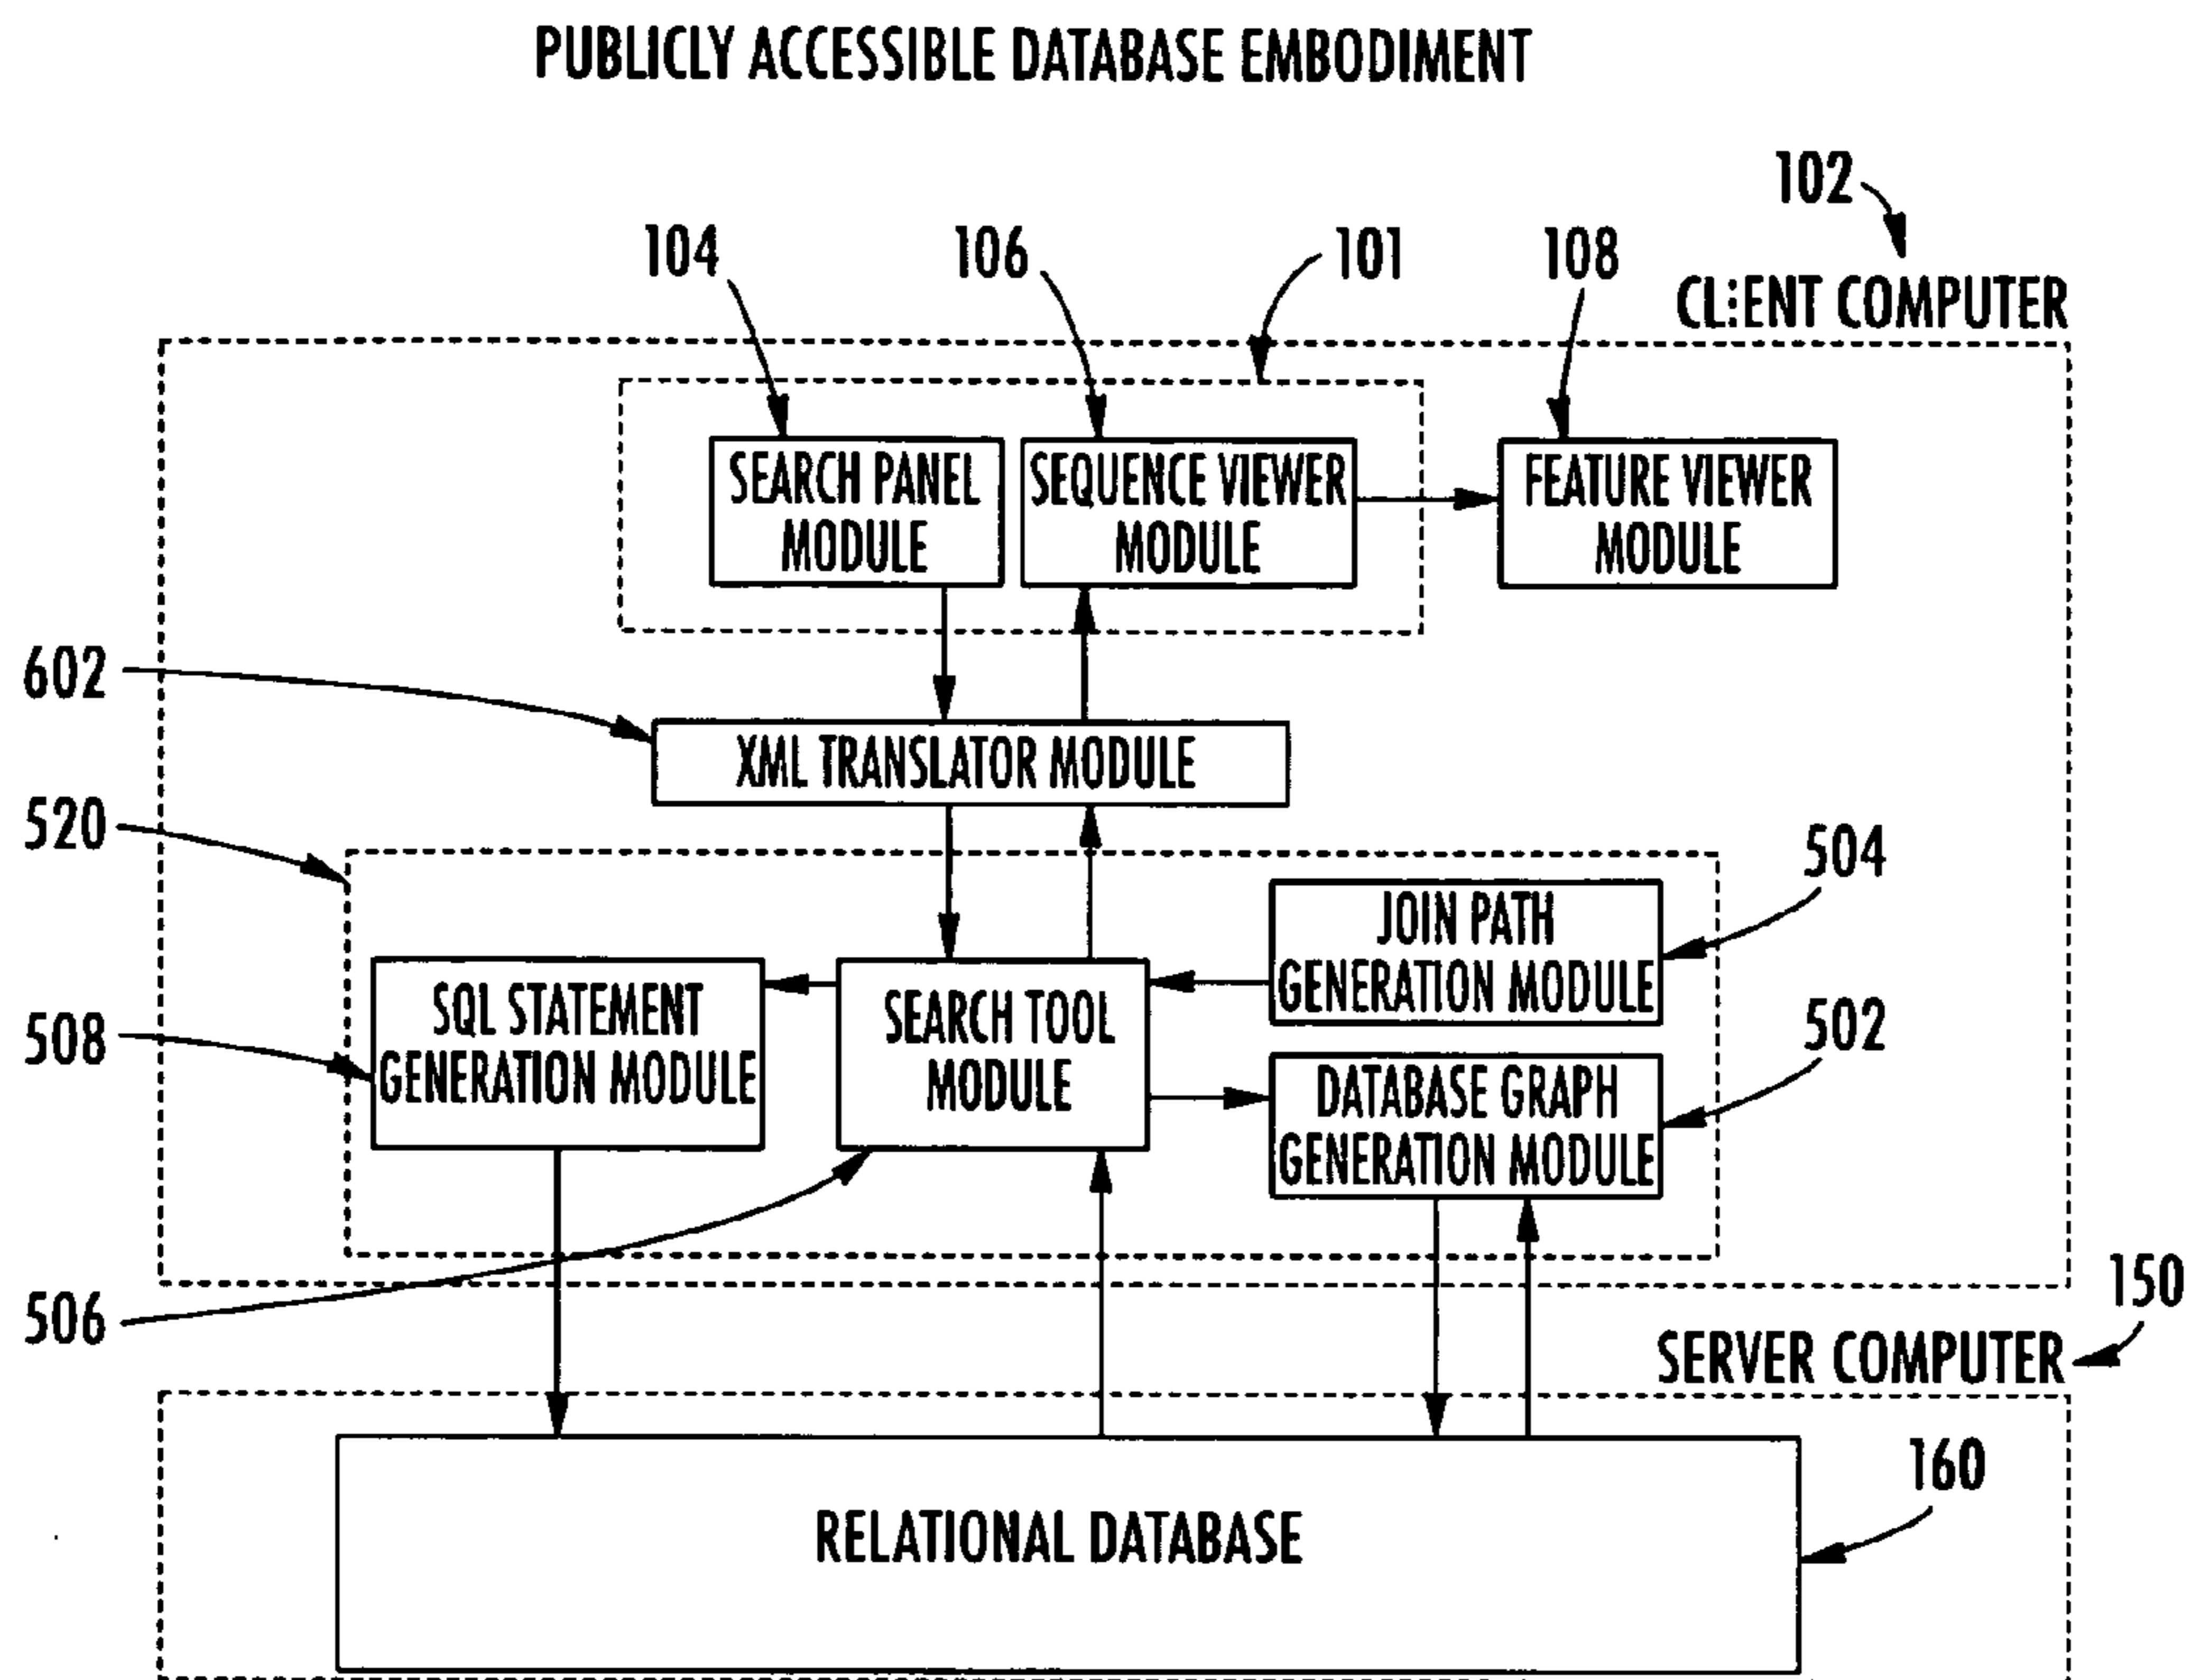 PUBLICLY ACCESSIBLE DATABASE EMBODIMENT
102
104
106
101
108
CLIENT COMPUTER
SEARCH PANEL
MODULE
SEQUENCE VIEWER
MODULE
FEATURE VIEWER
MODULE
602
XML TRANSLATOR MODULE
520
504
JOIN PATH
GENERATION MODULE
SQL STATEMENT
GENERATION MODULE
SEARCH TOOL
MODULE
508
502
DATABASE GRAPH
GENERATION MODULE
506
150
SERVER COMPUTER
160
RELATIONAL DATABASE